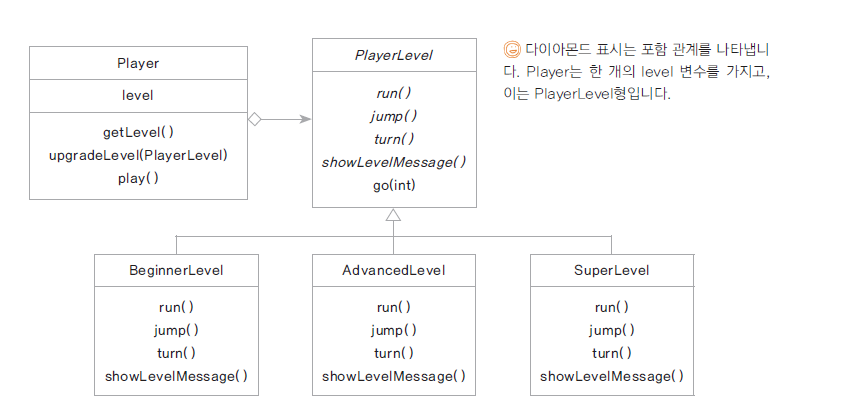 Player
level
getLevel( )
upgradeLevel(PlayerLevel)
play( )
PlayerLevel
run( )
jump( )
turn( )
showLevelMessage( )
go(int)
다이아몬드 표시는 포함 관계를 나타냅니
다. Player는 한 개의 level 변수를 가지고,
이는 PlayerLevel형입니다.
BeginnerLevel
run( )
jump( )
turn( )
showLevelMessage( )
AdvancedLevel
run( )
jump( )
turn( )
showLevelMessage( )
SuperLevel
run( )
jump( )
turn( )
showLevelMessage( )